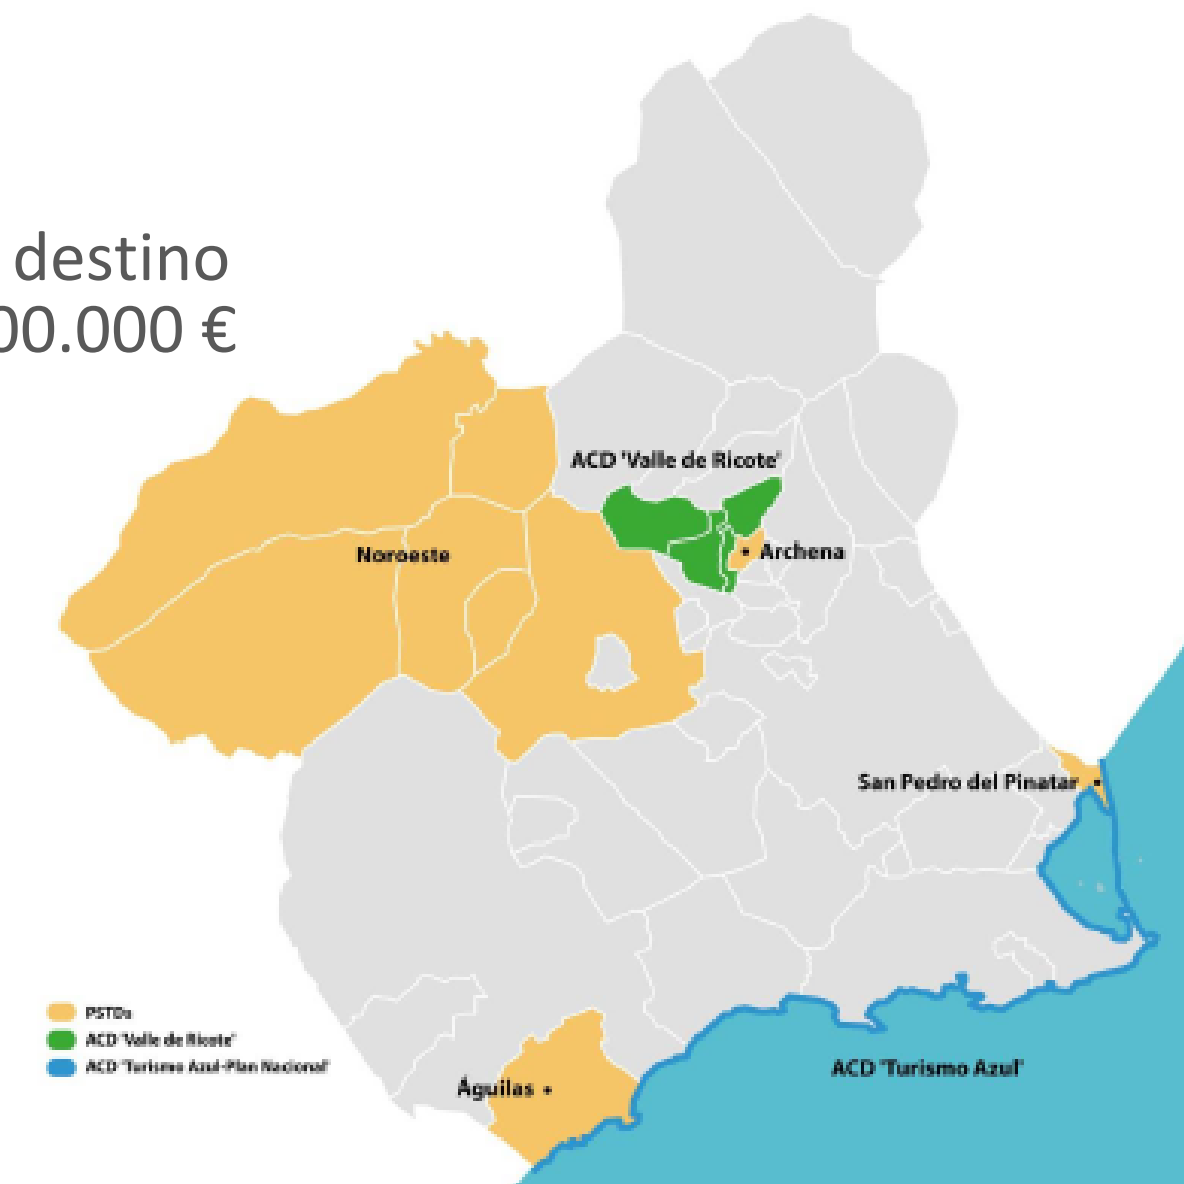 destino
00.000 €
ACD 'Valle de Ricote'
Noroeste
Archena
San Pedro del Pinatar
PSTDs
ACD 'Valle de Ricote'
ACD 'Turismo Azul-Plan Nacional'
ACD 'Turismo Azul'
Águilas